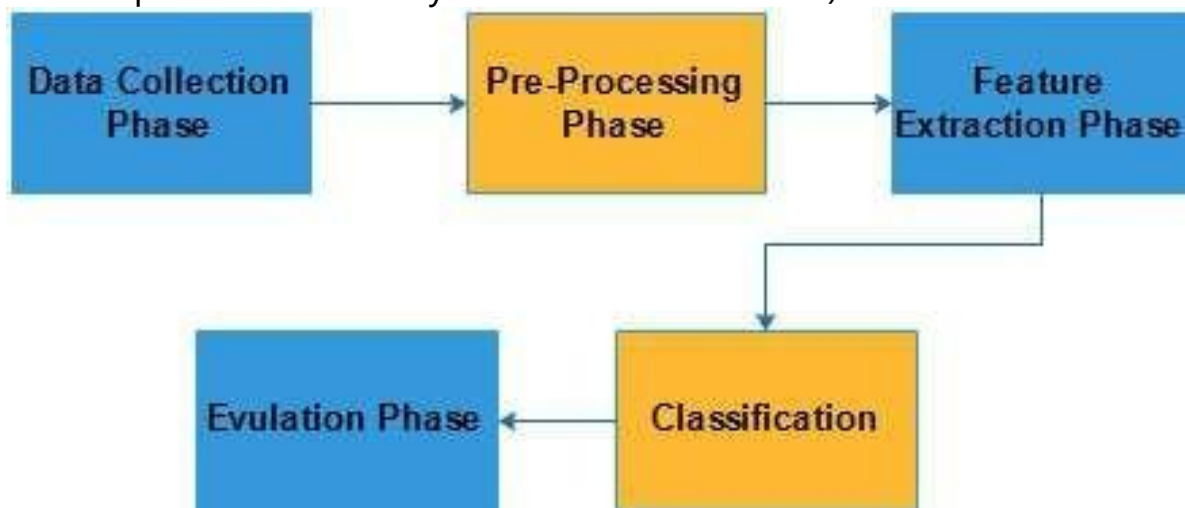 Data Collection
Phase
Pre-Processing
Phase
Feature
Extraction Phase
Evulation Phase
Classification